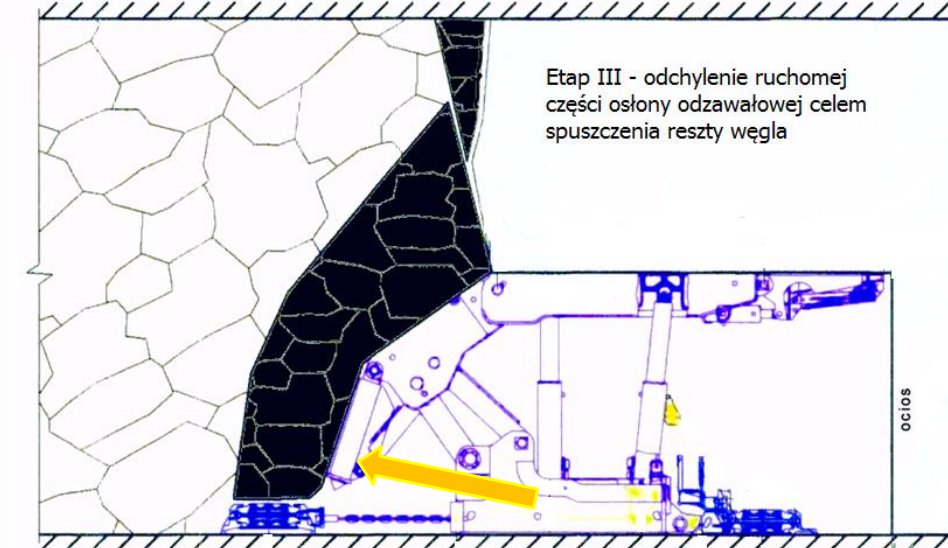 Etap III - odchylenie ruchomej
części osłony odzawałowej celem
spuszczenia reszty węgla
ocios